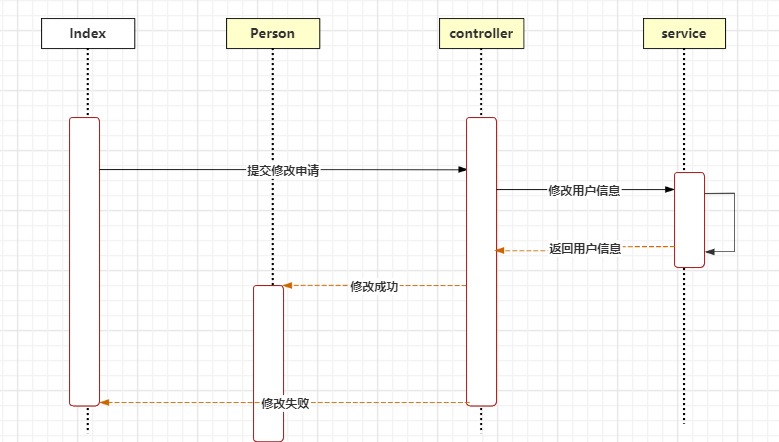 Index
Person
controller
service
提交修改申请
修改用户信息
返回用户信息
修改成功
修改失败